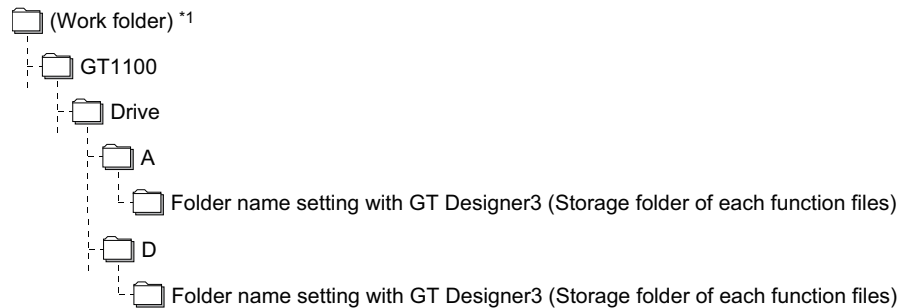 (Work folder) *1
GT1100
Drive
A
Folder name setting with GT Designer3 (Storage folder of each function files)
D
Folder name setting with GT Designer3 (Storage folder of each function files)